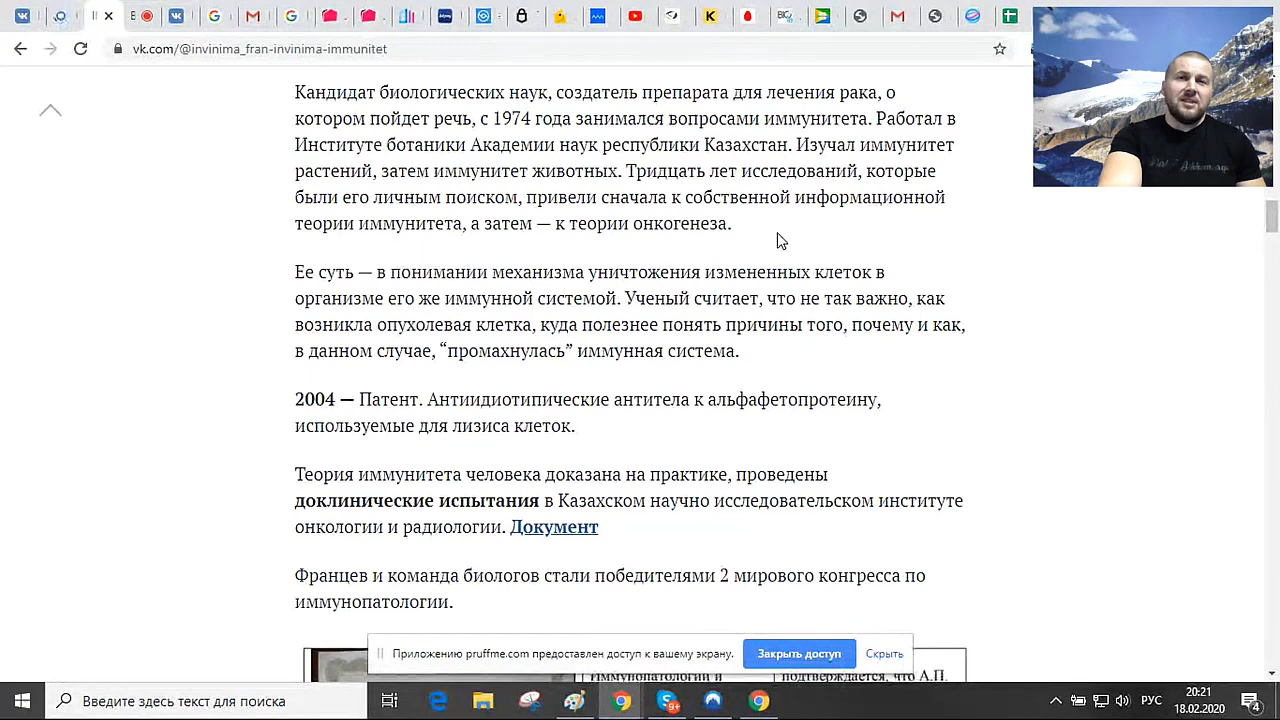 vk.com/@invinima_fran-invinima-immunitet
Кандидат биологических наук, создатель препарата для лечения рака, о
котором пойдет речь, с 1974 года занимался вопросами иммунитета. Работал в
Институте ботаники Академии наук республики Казахстан. Изучал иммунитет
растений, затем иммунитет животных. Тридцать лет исследований, которые
были его личным поиском, привели сначала к собственной информационной
теории иммунитета, а затем — к теории онкогенеза.
Ее суть — в понимании механизма уничтожения измененных клеток в
организме его же иммунной системой. Ученый считает, что не так важно, как
возникла опухолевая клетка, куда полезнее понять причины того, почему и как,
в данном случае, “промахнулась” иммунная система.
2004 — Патент. Антиидиотипические антитела к альфафетопротеину,
используемые для лизиса клеток.
Теория иммунитета человека доказана на практике, проведены
доклинические испытания в Казахском научно исследовательском институте
онкологии и радиологии. Документ
Францев и команда биологов стали победителями 2 мирового конгресса по
иммунопатологии.
Приложению pruffme.com предоставлен доступ к вашему экрану. Закрыть доступ Скрыть
Иммунопатологии и подтверждается, что А.П.
Введите здесь текст для поиска
РУС
20:21
18.02.2020